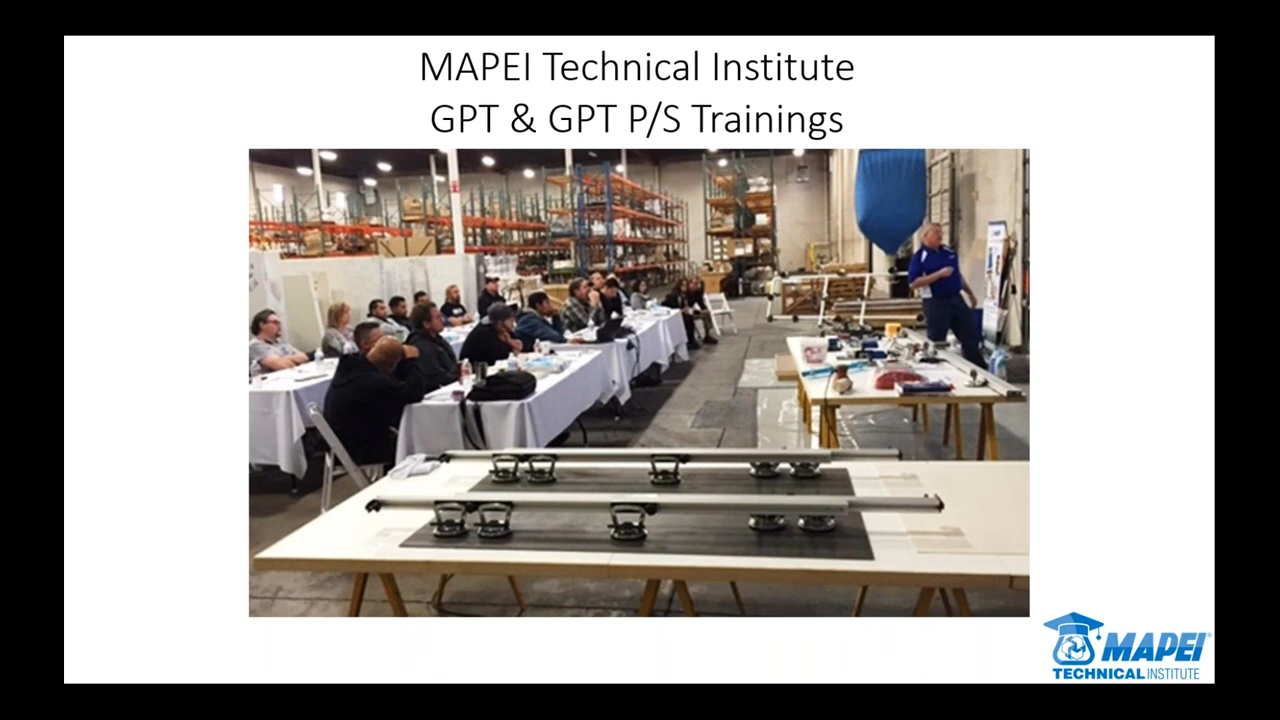 MAPEI Technical Institute
GPT & GPT P/S Trainings
MAPEI®
TECHNICAL INSTITUTE